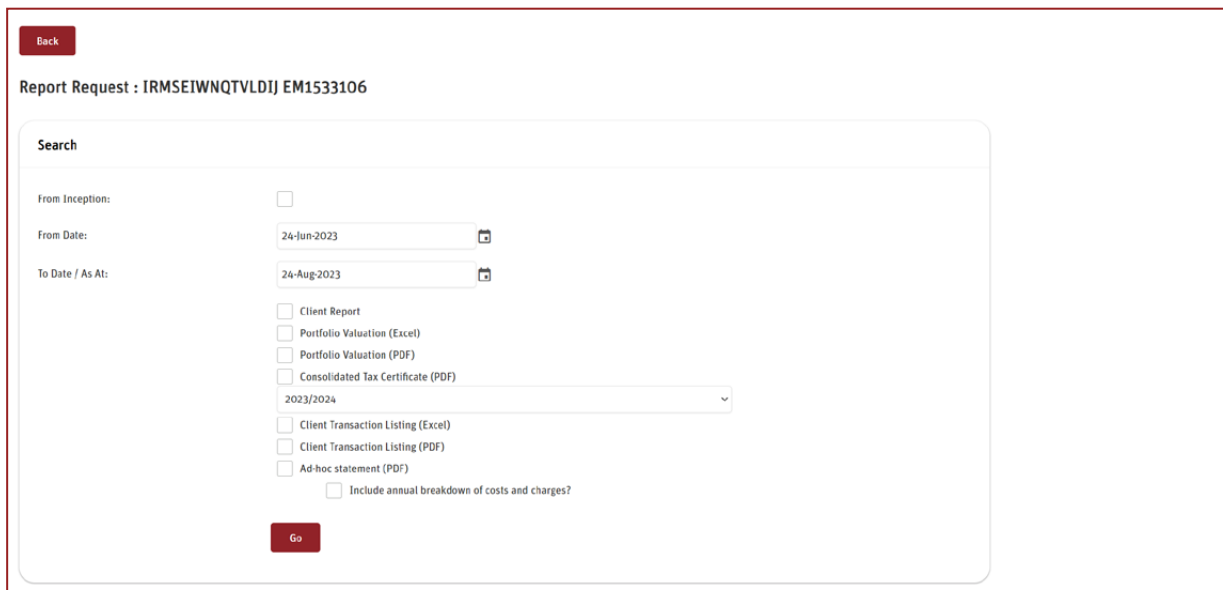 Back
Report Request : IRMSEIWNQTVLDIJ EM1533106
Search
From Inception:
From Date: 24-Jun-2023
To Date / As At: 24-Aug-2023
Client Report
Portfolio Valuation (Excel)
Portfolio Valuation (PDF)
Consolidated Tax Certificate (PDF)
2023/2024
Client Transaction Listing (Excel)
Client Transaction Listing (PDF)
Ad-hoc statement (PDF)
Include annual breakdown of costs and charges?
Go